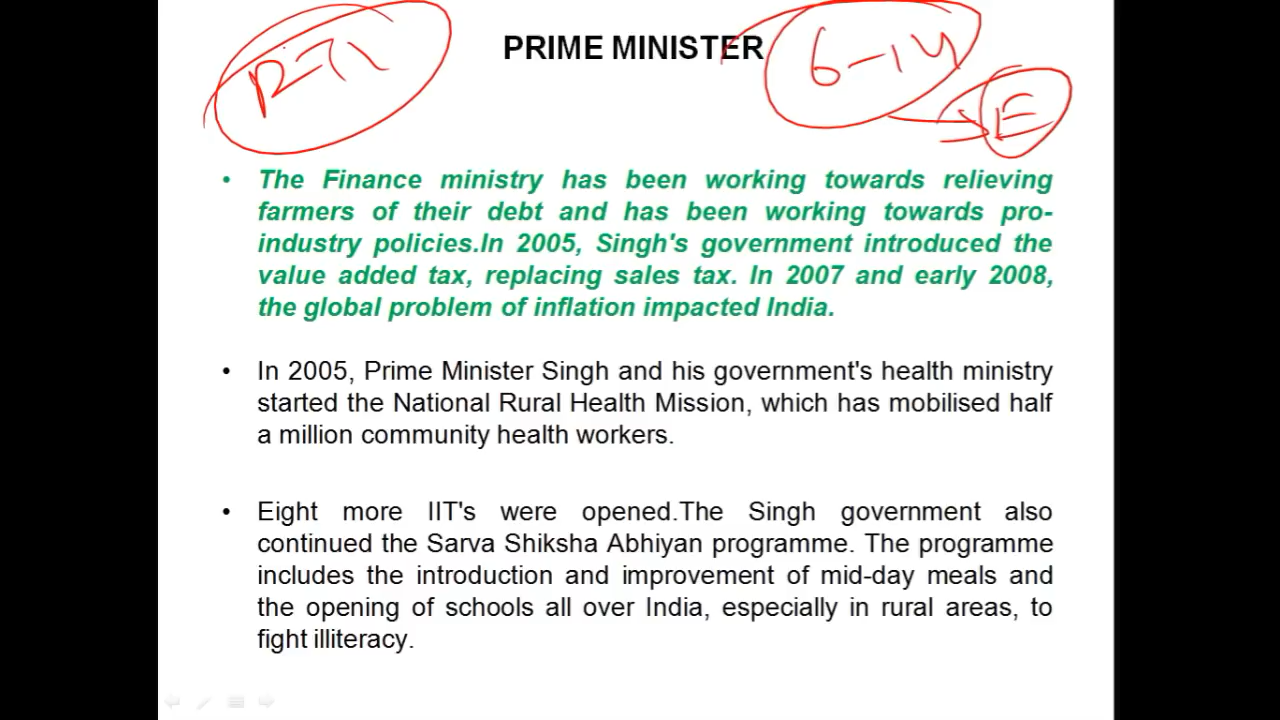 PRIME MINISTER
6-14
E
• The Finance ministry has been working towards relieving
farmers of their debt and has been working towards pro-
industry policies.In 2005, Singh's government introduced the
value added tax, replacing sales tax. In 2007 and early 2008,
the global problem of inflation impacted India.
• In 2005, Prime Minister Singh and his government's health ministry
started the National Rural Health Mission, which has mobilised half
a million community health workers.
• Eight more IIT's were opened.The Singh government also
continued the Sarva Shiksha Abhiyan programme. The programme
includes the introduction and improvement of mid-day meals and
the opening of schools all over India, especially in rural areas, to
fight illiteracy.